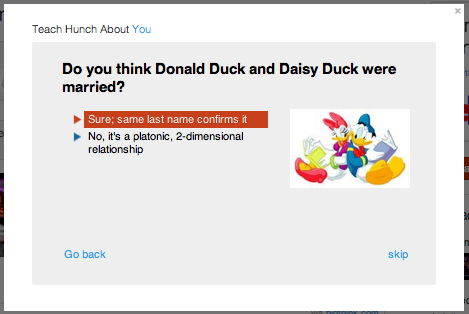 Teach Hunch About You
Do you think Donald Duck and Daisy Duck were
married?
Sure; same last name confirms it
No, it's a platonic, 2-dimensional
relationship
Go back
skip